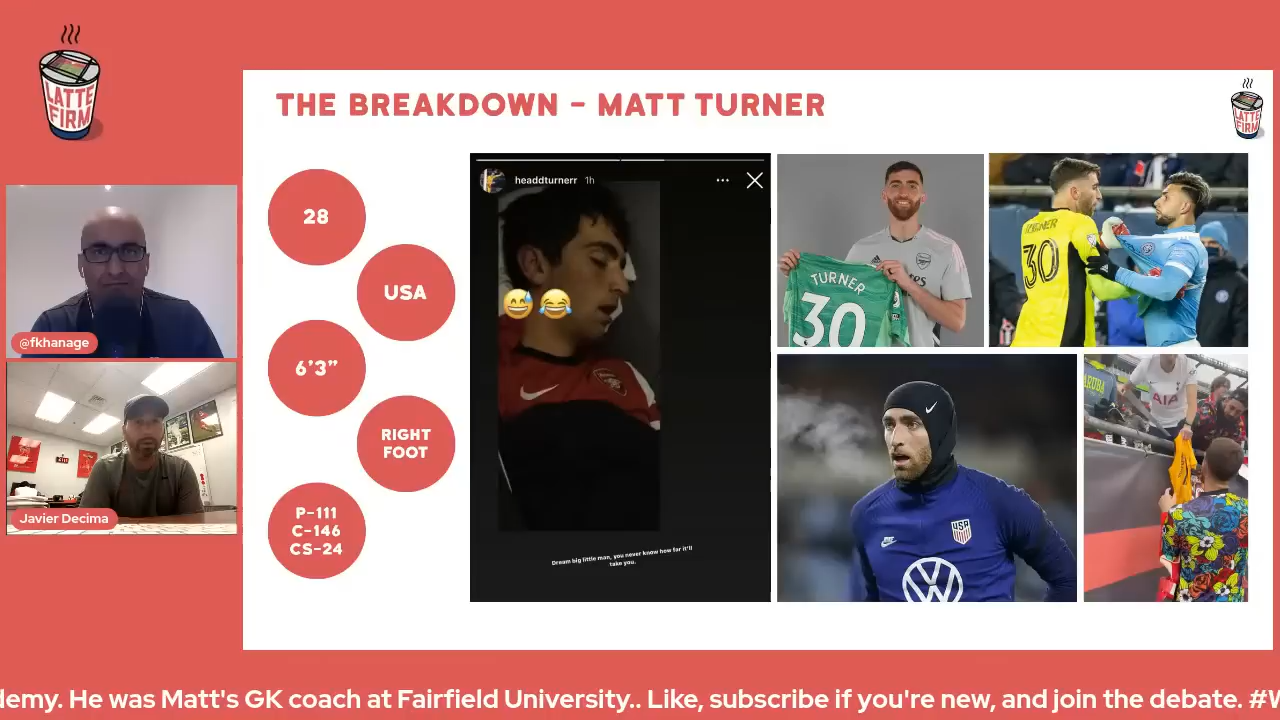 LATTE
FIRM
THE BREAKDOWN - MATT TURNER
LATTE
FIRM
28
USA
6'3"
RIGHT
FOOT
P-111
C-146
CS-24
headdturnerr 1h
Dream big little man, you never know how far it'll
take you.
TURNER
30
30
USA
ARUBA
AIA
@fkhanage
Javier Decima
demy. He was Matt's GK coach at Fairfield University.. Like, subscribe if you're new, and join the debate. #W